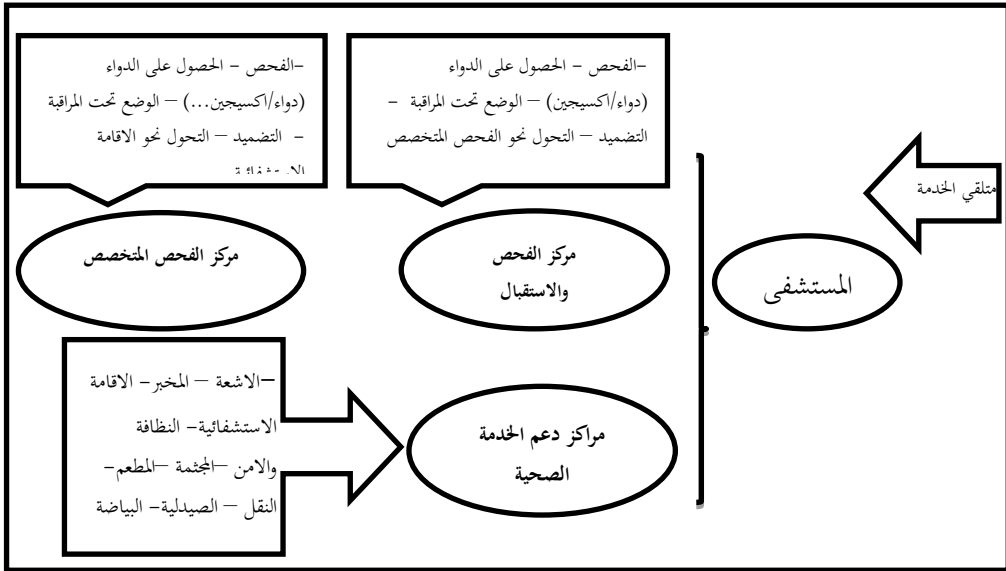 متلقي الخدمة
المستشفى
-الفحص - الحصول على الدواء
(دواء/اكسيجين) – الوضع تحت المراقبة -
التضميد – التحول نحو الفحص المتخصص
مركز الفحص
والاستقبال
-الفحص - الحصول على الدواء
(دواء/اكسيجين...) – الوضع تحت المراقبة
- التضميد – التحول نحو الاقامة
الاستشفائية
مركز الفحص المتخصص
مراكز دعم الخدمة
الصحية
–الاشعة – المخبر- الاقامة
الاستشفائية- النظافة
والامن –المجثمة –المطعم-
النقل – الصيدلية- البياضة